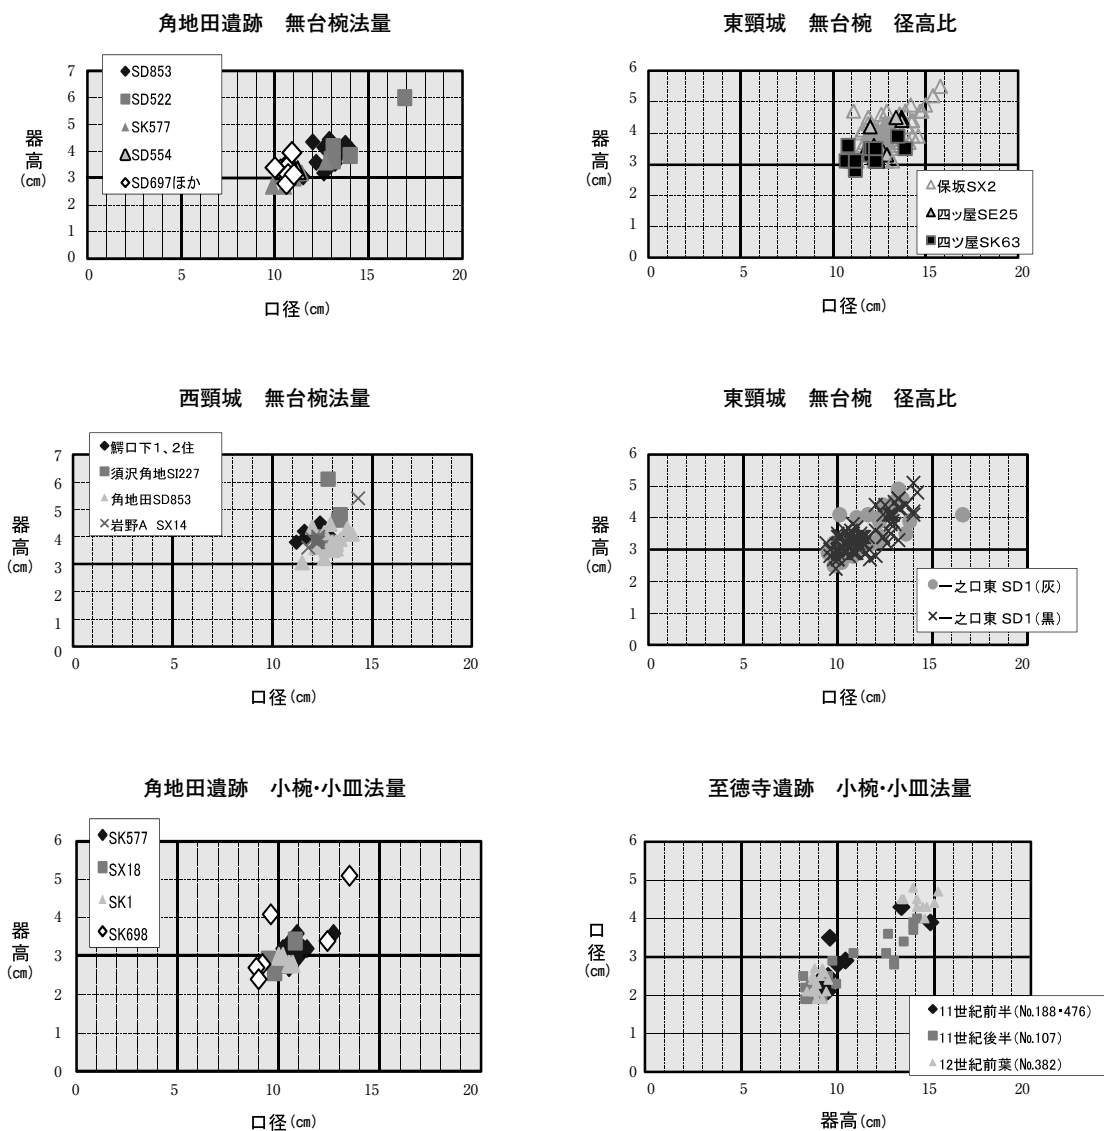 角地田遺跡　無台椀法量
SD853
SD522
SK577
SD554
SD697ほか
7
6
5
4
3
2
1
0
器高(㎝)
0 5 10 15 20
口径(㎝)
東頸城　無台椀　径高比
6
5
4
3
2
1
0
器高(㎝)
保坂SX2
四ッ屋SE25
四ツ屋SK63
0 5 10 15 20
口径(㎝)
西頸城　無台椀法量
鰐口下1、2住
須沢角地SI227
角地田SD853
岩野A SX14
7
6
5
4
3
2
1
0
器高(㎝)
0 5 10 15 20
口径(㎝)
東頸城　無台椀　径高比
6
5
4
3
2
1
0
器高(㎝)
一之口東 SD1(灰)
一之口東 SD1(黒)
0 5 10 15 20
口径(㎝)
角地田遺跡　小椀・小皿法量
SK577
SX18
SK1
SK698
6
5
4
3
2
1
0
器高(㎝)
0 5 10 15 20
口径(㎝)
至徳寺遺跡　小椀・小皿法量
6
5
4
3
2
1
0
口径(㎝)
11世紀前半(№188・476)
11世紀後半(№107)
12世紀前葉(№382)
0 5 10 15 20
器高(㎝)